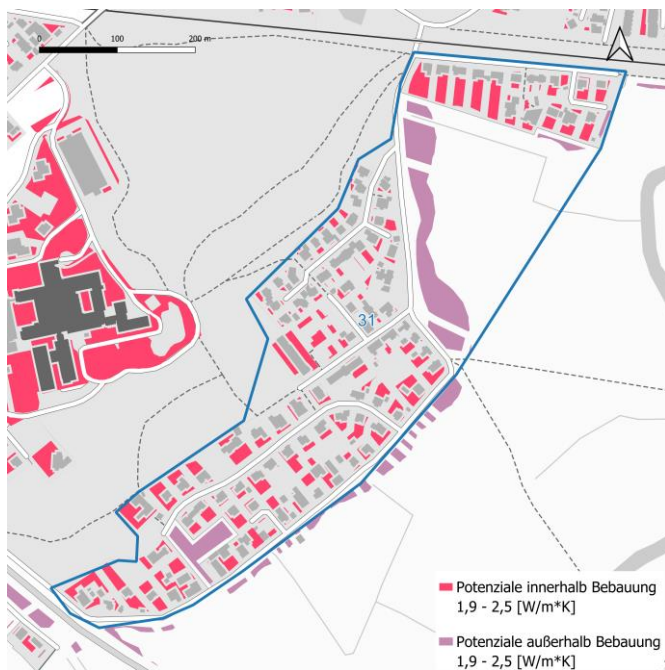 0 100 200 m
31
Potenziale innerhalb Bebauung
1,9 - 2,5 [W/m*K]
Potenziale außerhalb Bebauung
1,9 - 2,5 [W/m*K]